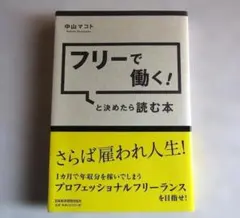 中山マコト
フリーで
働く!
と決めたら読む本
さらば雇われ人生!
1カ月で年収分を稼いでしまう
プロフェッショナルフリーランス
を目指せ!